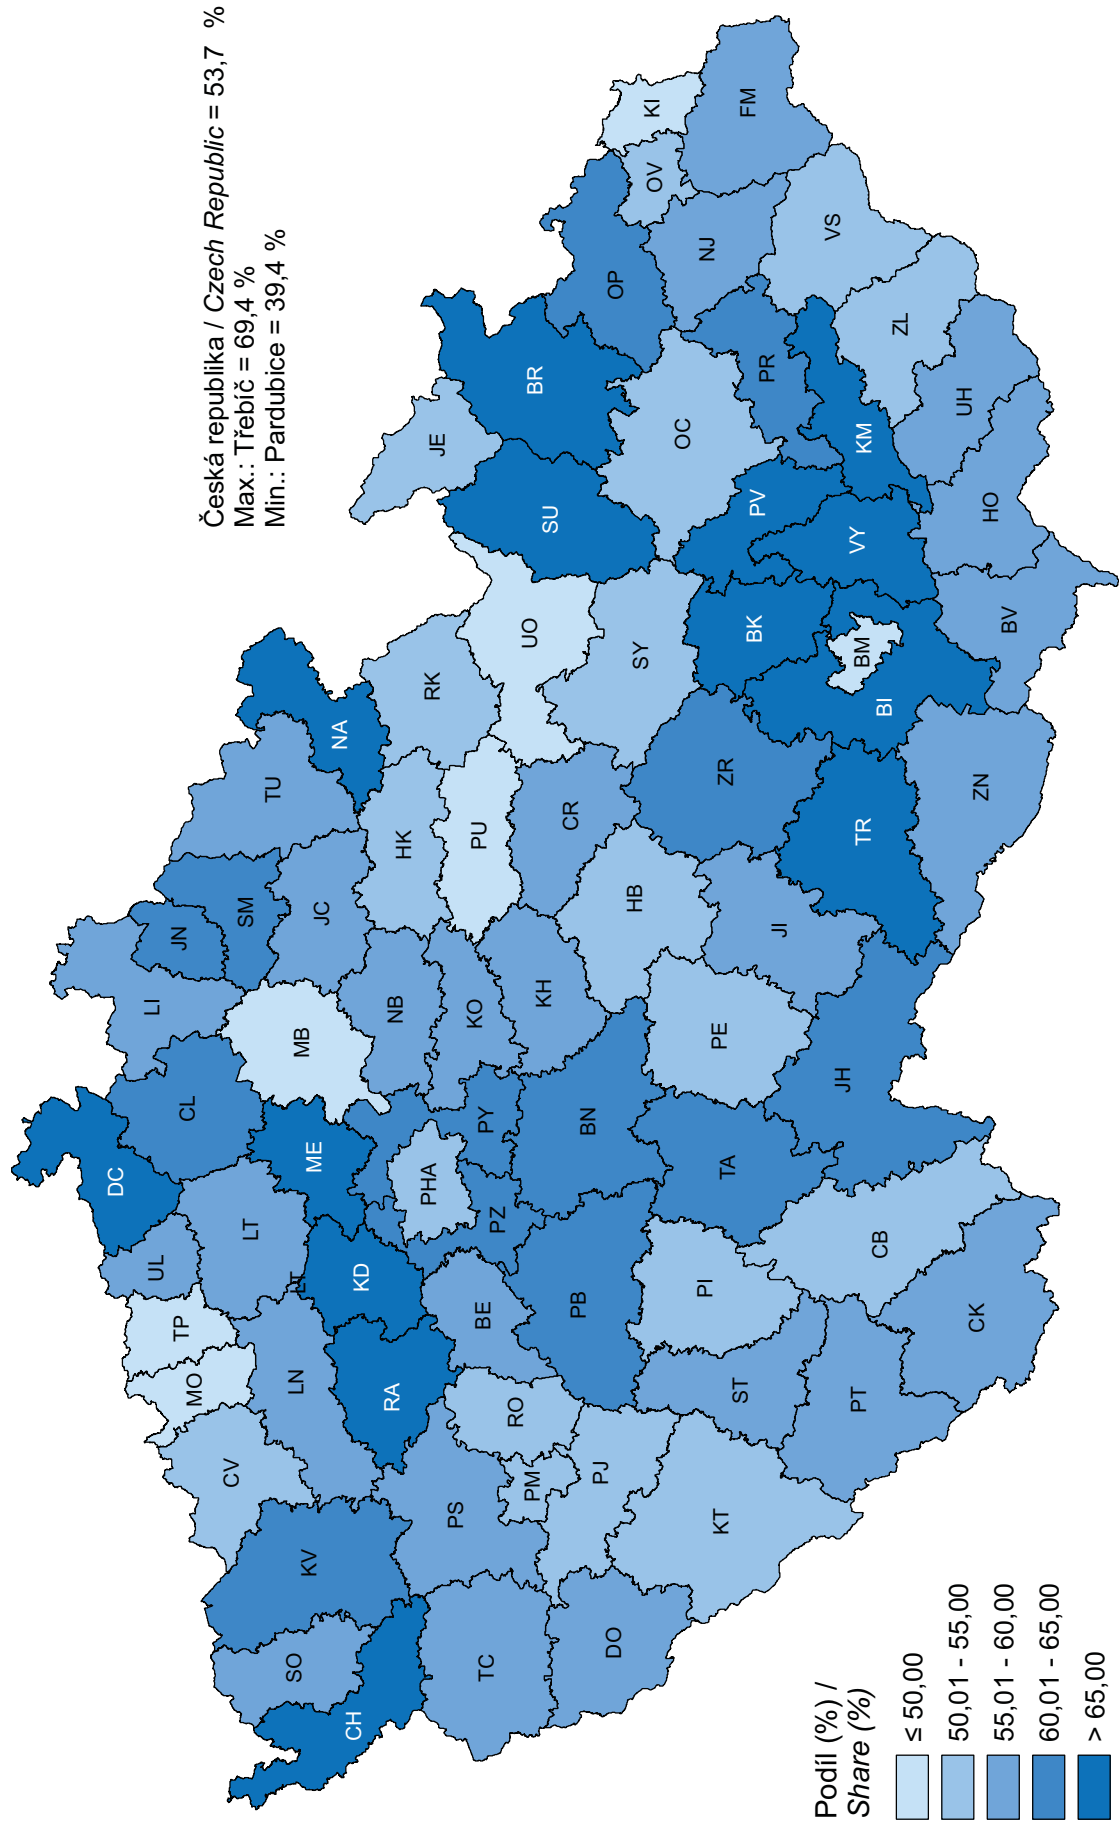 Česká republika / Czech Republic = 53,7 %
Max.: Třebíč = 69,4 %
Min.: Pardubice = 39,4 %
DC
LI
JN
SM
TU
NA
JE
BR
OP
OV
KI
FM
UL
CL
MB
JC
RK
SU
NJ
VS
TP
LT
LT
ME
NB
HK
UO
OC
PR
ZL
MO
LN
KD
PHA
PY
KO
PU
SY
PV
KM
UH
CV
RA
BE
PZ
KH
CR
BK
VY
HO
KV
RO
PB
BN
HB
ZR
BM
BI
BV
SO
PS
PM
PJ
PI
TA
PE
JI
TR
ZN
CH
TC
DO
KT
ST
PT
CB
CK
JH
Podíl (%) /
Share (%)
≤ 50,00
50,01 - 55,00
55,01 - 60,00
60,01 - 65,00
> 65,00